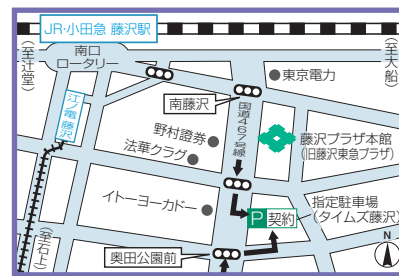 JR・小田急 藤沢駅
(至辻堂)
南口
ロータリー
(至大船)
東京電力
南藤沢
江ノ電藤沢
国道467号線
野村證券
法華クラブ
藤沢プラザ本館
(旧藤沢東急プラザ)
イトーヨーカドー
P 契約
指定駐車場
(タイムズ藤沢)
(至石上)
奥田公園前
N